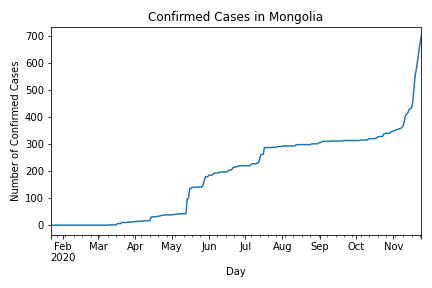 Confirmed Cases in Mongolia
Number of Confirmed Cases
700
600
500
400
300
200
100
0
Feb Mar Apr May Jun Jul Aug Sep Oct Nov
2020
Day